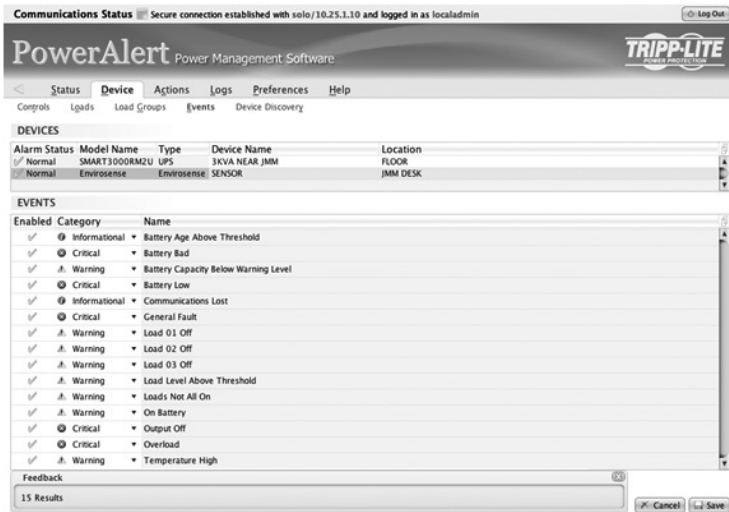 Communications Status Secure connection established with solo/10.25.1.10 and logged in as localadmin Log Out
PowerAlert Power Management Software
TRIPP·LITE
POWER PROTECTION
Status Device Actions Logs Preferences Help
Controls Loads Load Groups Events Device Discovery
DEVICES
Alarm Status Model Name Type Device Name Location
Normal SMART3000RM2U UPS 3KVA NEAR JMM FLOOR
Normal Envirosense Envirosense SENSOR JMM DESK
EVENTS
Enabled Category Name
Informational Battery Age Above Threshold
Critical Battery Bad
Warning Battery Capacity Below Warning Level
Critical Battery Low
Informational Communications Lost
Critical General Fault
Warning Load 01 Off
Warning Load 02 Off
Warning Load 03 Off
Warning Load Level Above Threshold
Warning Loads Not All On
Warning On Battery
Critical Output Off
Critical Overload
Warning Temperature High
Feedback
15 Results
Cancel Save